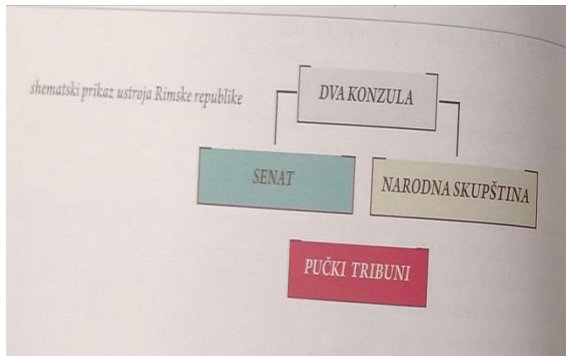 shematski prikaz ustroja Rimske republike
DVA KONZULA
SENAT
NARODNA SKUPŠTINA
PUČKI TRIBUNI